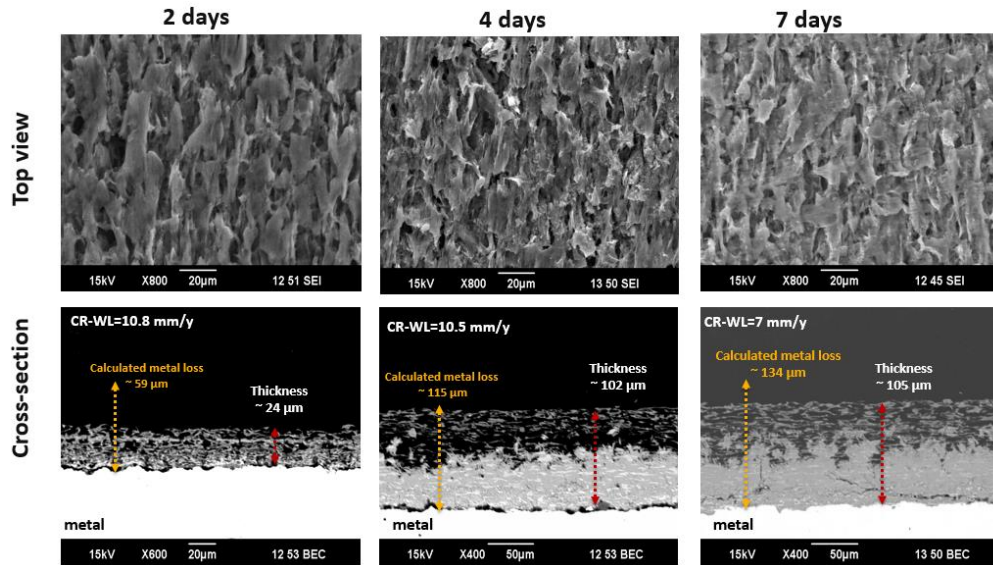 2 days
4 days
7 days
Top view
15kV X800 20µm 12 51 SEI
15kV X800 20µm 13 50 SEI
15kV X800 20µm 12 45 SEI
Cross-section
CR-WL=10.8 mm/y
Calculated metal loss
~ 59 µm
Thickness
~ 24 µm
metal
15kV X600 20µm 12 53 BEC
CR-WL=10.5 mm/y
Calculated metal loss
~ 115 µm
Thickness
~ 102 µm
metal
15kV X400 50µm 12 53 BEC
CR-WL=7 mm/y
Calculated metal loss
~ 134 µm
Thickness
~ 105 µm
metal
15kV X400 50µm 13 50 BEC